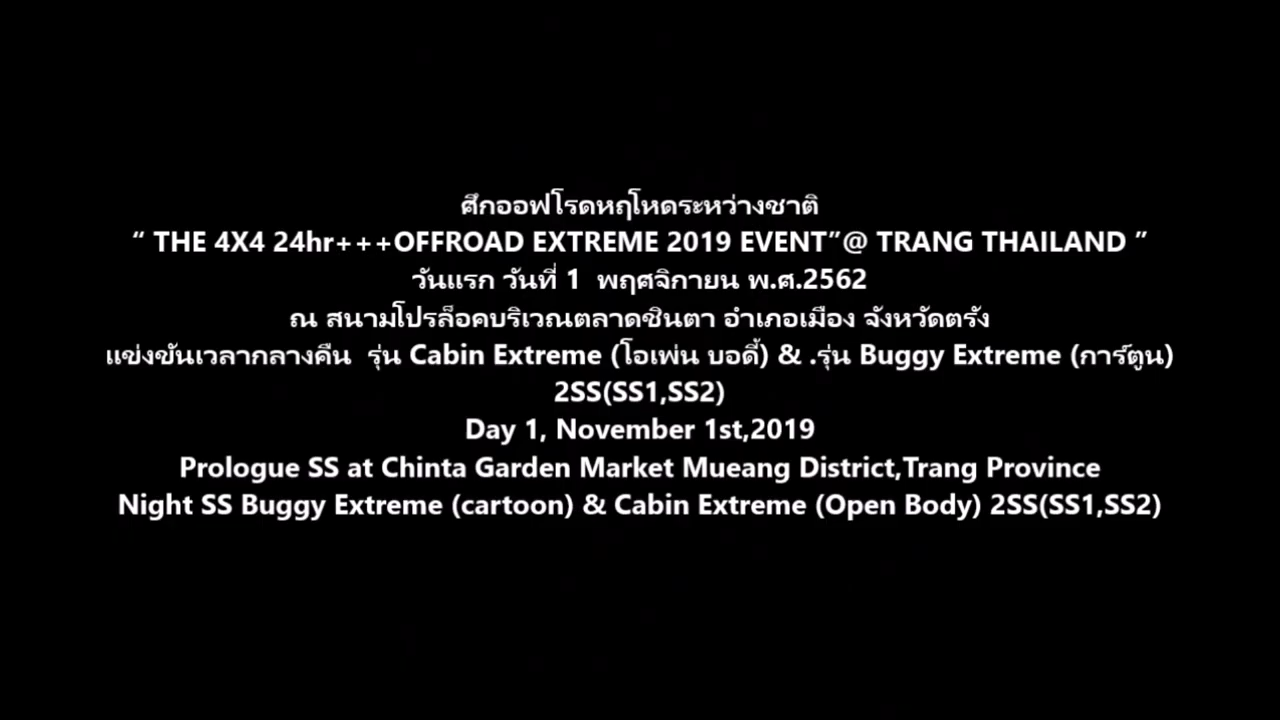 ศึกออฟโรดหฤโหดระหว่างชาติ
“ THE 4X4 24hr+++OFFROAD EXTREME 2019 EVENT”@ TRANG THAILAND ”
วันแรก วันที่ 1  พฤศจิกายน พ.ศ.2562
ณ สนามโปรล็อคบริเวณตลาดชินตา อำเภอเมือง จังหวัดตรัง
แข่งขันเวลากลางคืน  รุ่น Cabin Extreme (โอเพ่น บอดี้) & .รุ่น Buggy Extreme (การ์ตูน)
2SS(SS1,SS2)
Day 1, November 1st,2019
Prologue SS at Chinta Garden Market Mueang District,Trang Province
Night SS Buggy Extreme (cartoon) & Cabin Extreme (Open Body) 2SS(SS1,SS2)